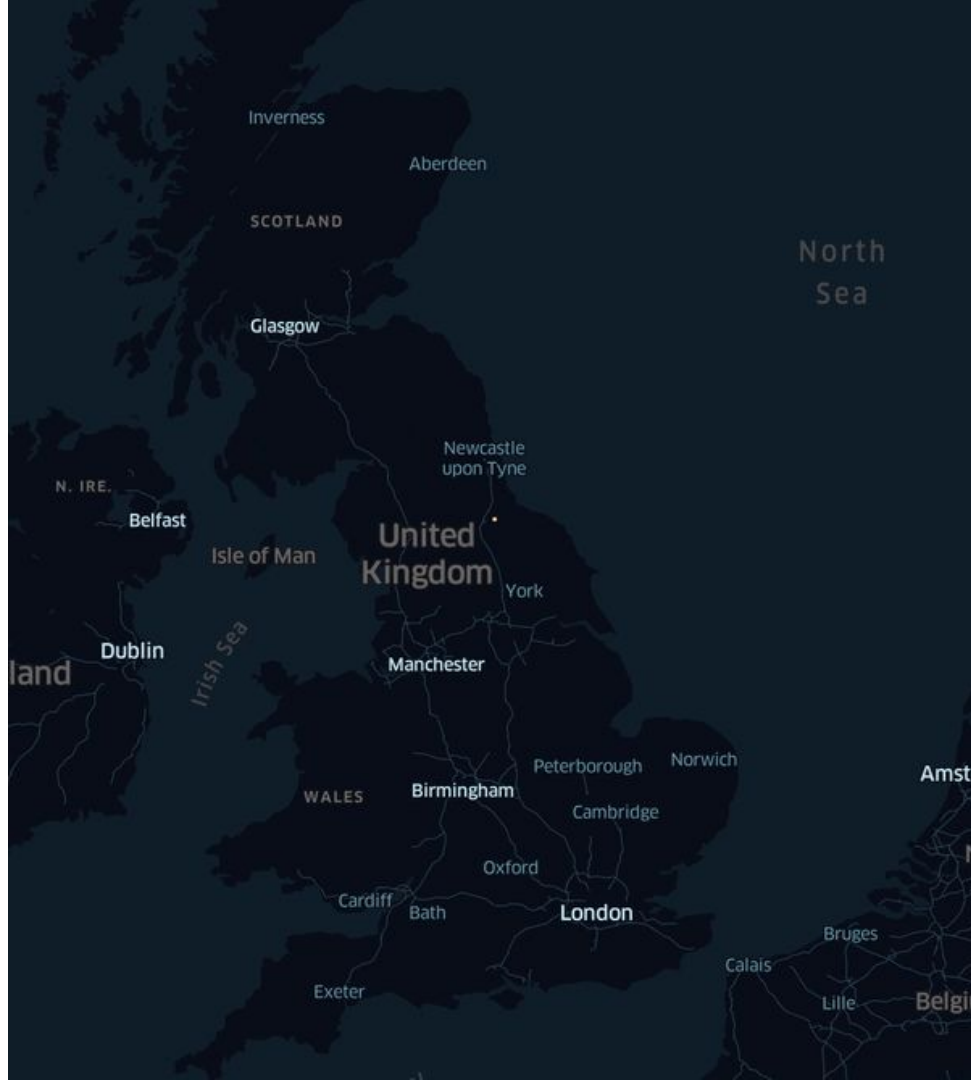 Inverness
Aberdeen
SCOTLAND
North
Sea
Glasgow
Newcastle
upon Tyne
N. IRE.
Belfast
United
Kingdom
Isle of Man
York
Dublin
Irish Sea
Manchester
land
Peterborough
Norwich
Amst
Birmingham
WALES
Cambridge
Oxford
Cardiff
Bath
London
Bruges
Calais
Exeter
Lille
Belgi